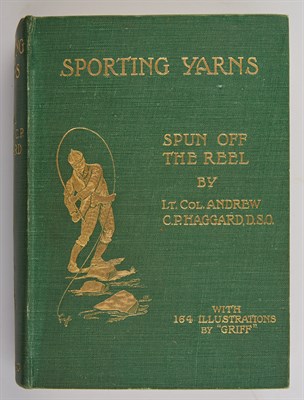 SPORTING YARNS
SPUN OFF
THE REEL
BY
LT. COL. ANDREW
C.P. HAGGARD, D.S.O.
WITH
164 ILLUSTRATIONS
BY "GRIFF"